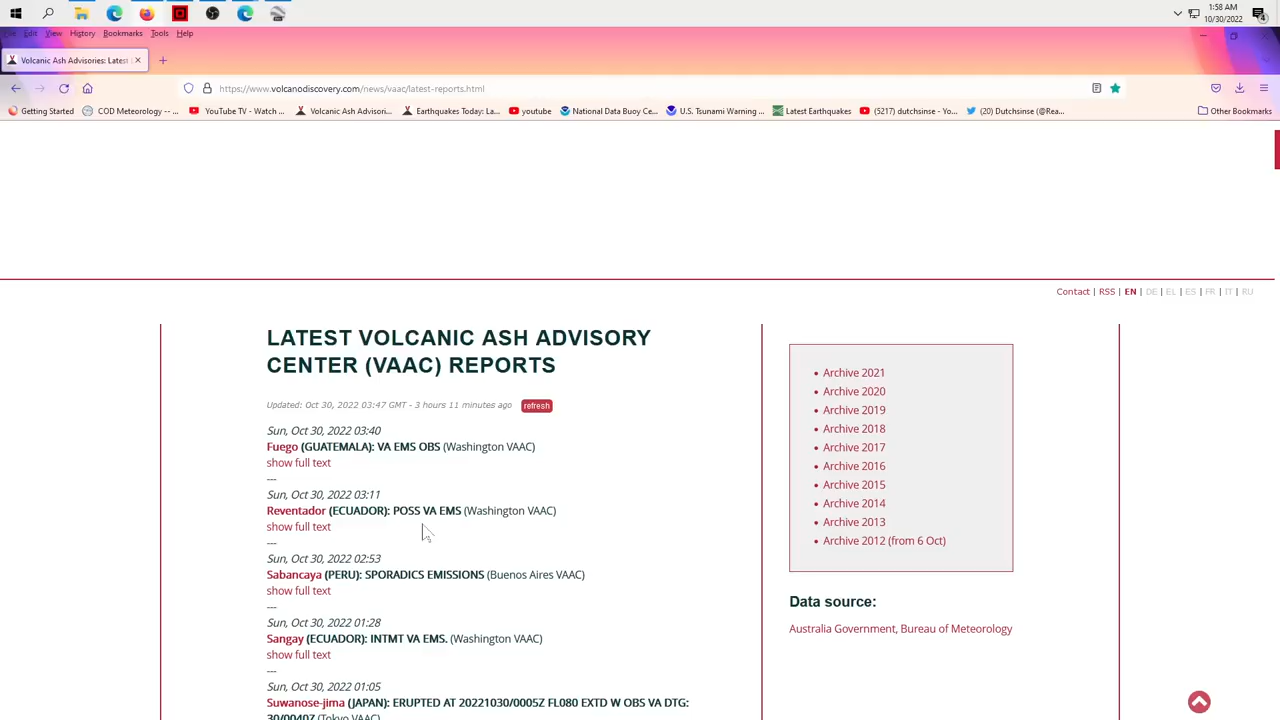 1:58 AM
10/30/2022
4
File Edit View History Bookmarks Tools Help
Volcanic Ash Advisories: Latest
https://www.volcanodiscovery.com/news/vaac/latest-reports.html
Getting Started COD Meteorology -- ... YouTube TV - Watch ... Volcanic Ash Advisori... Earthquakes Today: La... youtube National Data Buoy Ce... U.S. Tsunami Warning ... Latest Earthquakes (5217) dutchsinse - Yo... (20) Dutchsinse (@Rea... Other Bookmarks
Contact | RSS | EN | DE | EL | ES | FR | IT | RU
LATEST VOLCANIC ASH ADVISORY
CENTER (VAAC) REPORTS
Updated: Oct 30, 2022 03:47 GMT - 3 hours 11 minutes ago refresh
Sun, Oct 30, 2022 03:40
Fuego (GUATEMALA): VA EMS OBS (Washington VAAC)
show full text
---
Sun, Oct 30, 2022 03:11
Reventador (ECUADOR): POSS VA EMS (Washington VAAC)
show full text
---
Sun, Oct 30, 2022 02:53
Sabancaya (PERU): SPORADICS EMISSIONS (Buenos Aires VAAC)
show full text
---
Sun, Oct 30, 2022 01:28
Sangay (ECUADOR): INTMT VA EMS. (Washington VAAC)
show full text
---
Sun, Oct 30, 2022 01:05
Suwanose-jima (JAPAN): ERUPTED AT 20221030/0005Z FL080 EXTD W OBS VA DTG:
30/0040Z (Tokyo VAAC)
Archive 2021
Archive 2020
Archive 2019
Archive 2018
Archive 2017
Archive 2016
Archive 2015
Archive 2014
Archive 2013
Archive 2012 (from 6 Oct)
Data source:
Australia Government, Bureau of Meteorology